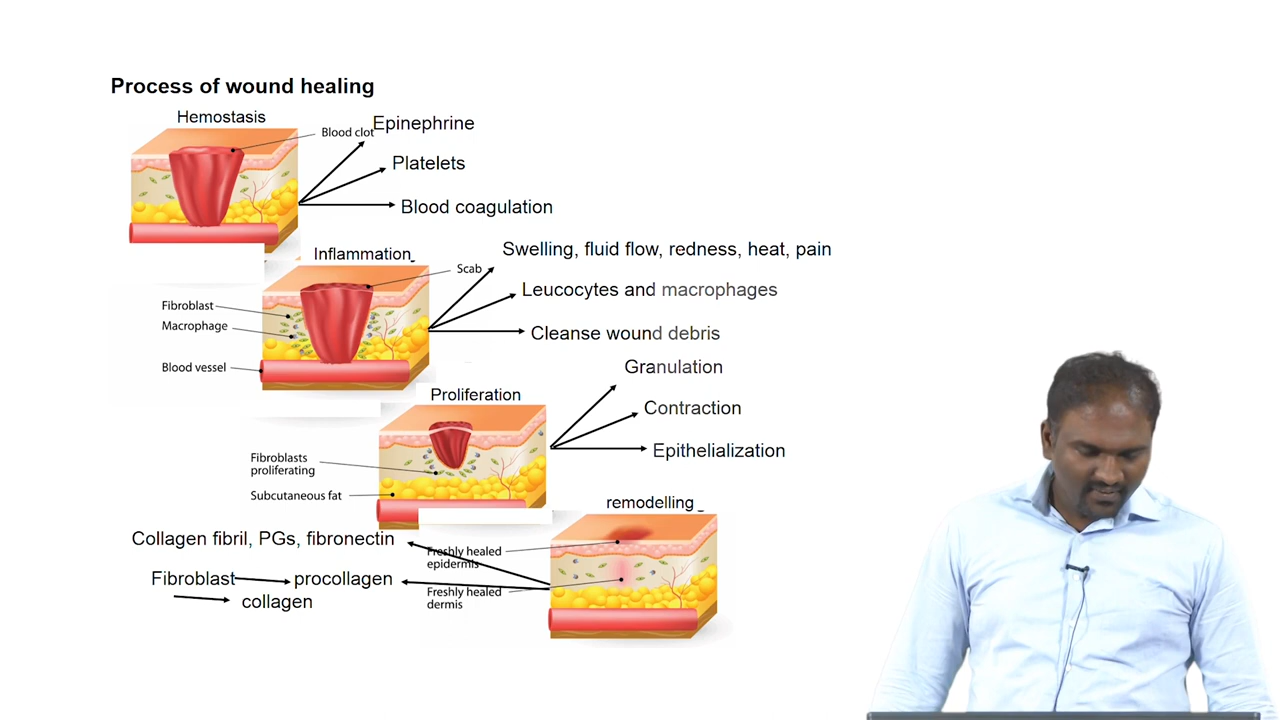 Process of wound healing
Hemostasis
Blood clot
Epinephrine
Platelets
Blood coagulation
Inflammation
Scab
Swelling, fluid flow, redness, heat, pain
Leucocytes and macrophages
Cleanse wound debris
Fibroblast
Macrophage
Blood vessel
Proliferation
Granulation
Contraction
Epithelialization
Fibroblasts
proliferating
Subcutaneous fat
remodelling
Collagen fibril, PGs, fibronectin
Freshly healed
epidermis
Fibroblast
procollagen
collagen
Freshly healed
dermis